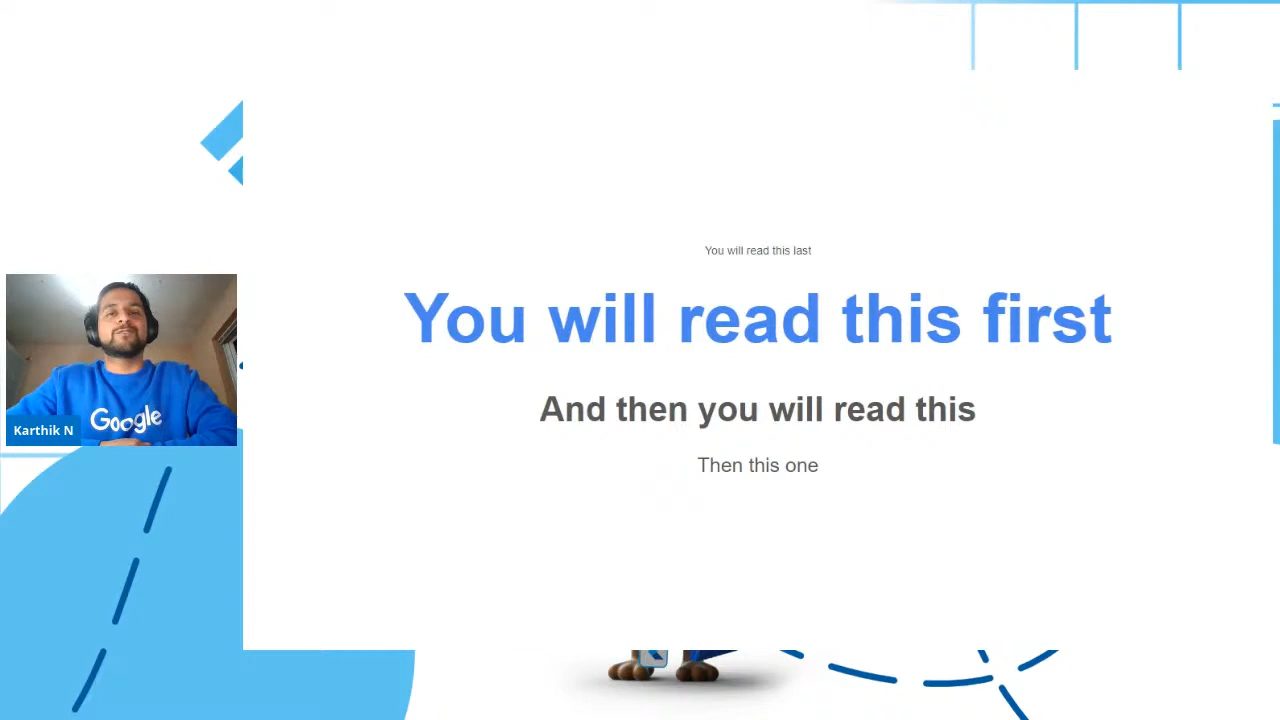 You will read this last
You will read this first
And then you will read this
Then this one
Google
Karthik N